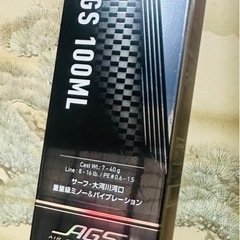 AGS 100ML
Cast Wt.: 7 - 40 g
Line : 8 - 16 lb. / PE # 0.6 - 1.5
サーフ・大河川河口
重量級ミノー&バイブレーション
AGS